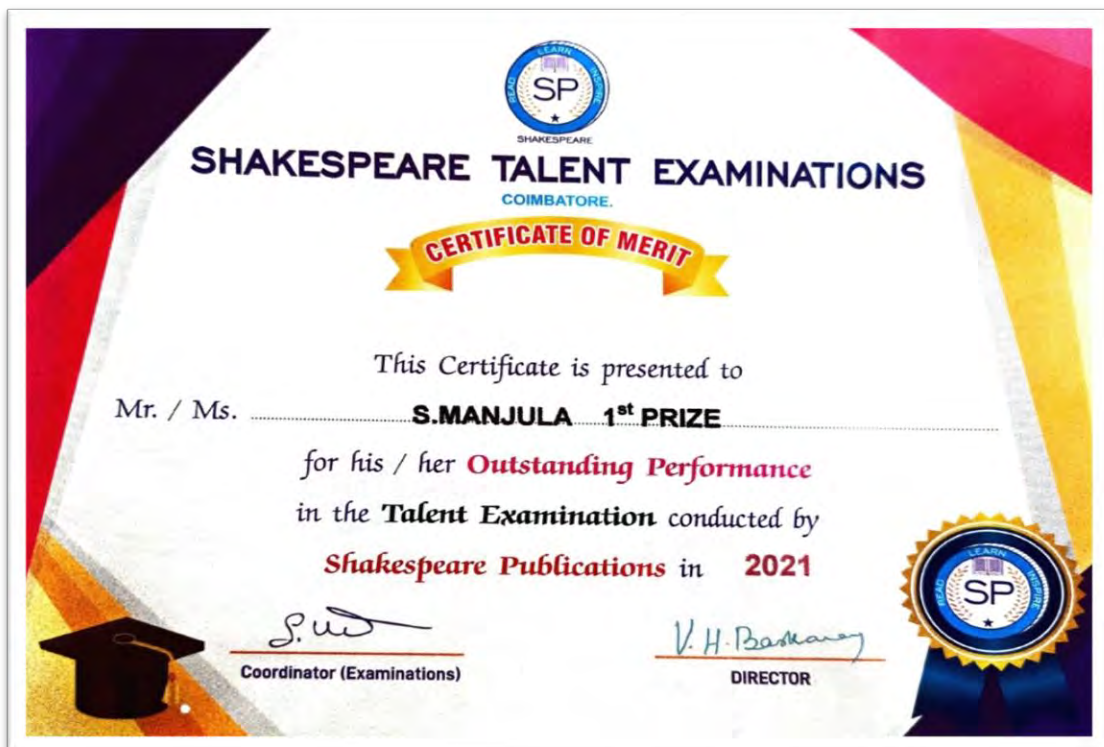 READ LEARN INSPIRE
SP
SHAKESPEARE
SHAKESPEARE TALENT EXAMINATIONS
COIMBATORE.
CERTIFICATE OF MERIT
This Certificate is presented to
Mr. / Ms. S.MANJULA 1st PRIZE
for his / her Outstanding Performance
in the Talent Examination conducted by
Shakespeare Publications in 2021
READ LEARN INSPIRE
SP
V. H. Baskaran
Coordinator (Examinations)
DIRECTOR